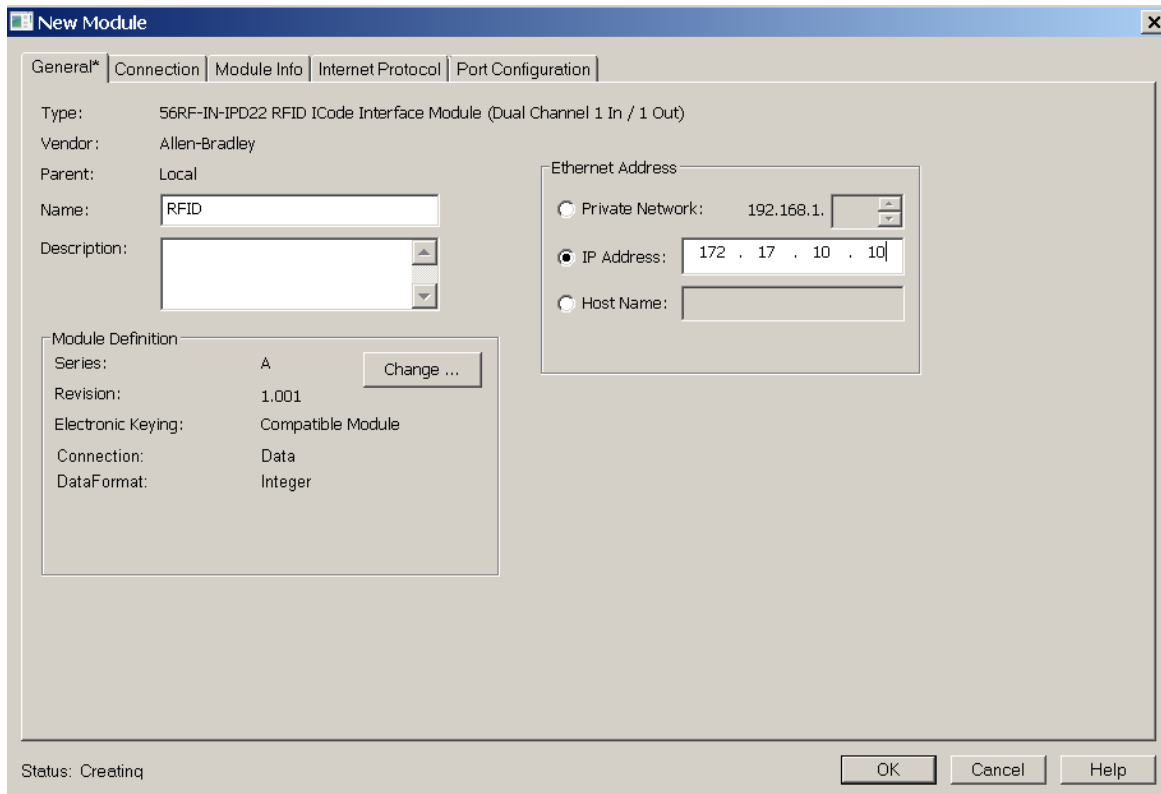 New Module
General* Connection Module Info Internet Protocol Port Configuration
Type: 56RF-IN-IPD22 RFID ICode Interface Module (Dual Channel 1 In / 1 Out)
Vendor: Allen-Bradley
Parent: Local
Name: RFID
Description:
Ethernet Address
Private Network: 192.168.1.
IP Address: 172 . 17 . 10 . 10
Host Name:
Module Definition
Series: A Change ...
Revision: 1.001
Electronic Keying: Compatible Module
Connection: Data
DataFormat: Integer
Status: Creating OK Cancel Help